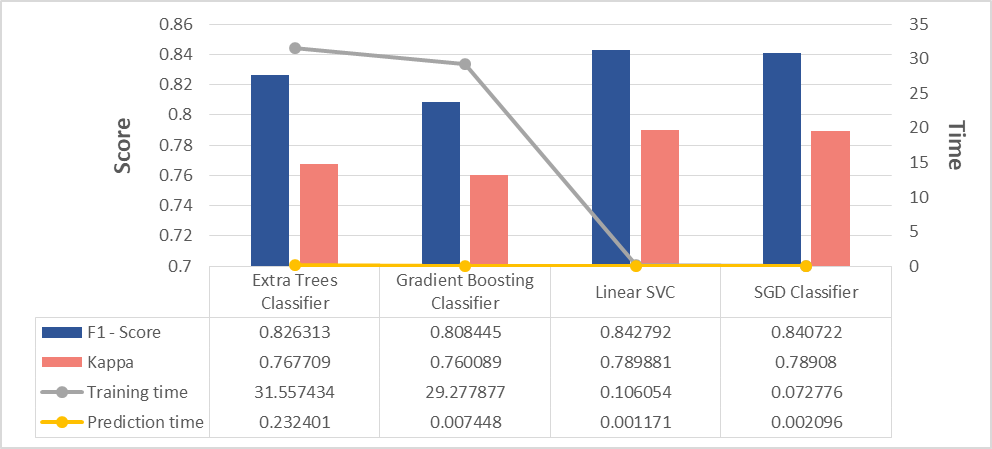 0.86
0.84
0.82
0.8
0.78
0.76
0.74
0.72
0.7
Score
35
30
25
20
15
10
5
0
Time
Extra Trees
Classifier
Gradient Boosting
Classifier
Linear SVC
SGD Classifier
F1 - Score 0.826313 0.808445 0.842792 0.840722
Kappa 0.767709 0.760089 0.789881 0.78908
Training time 31.557434 29.277877 0.106054 0.072776
Prediction time 0.232401 0.007448 0.001171 0.002096